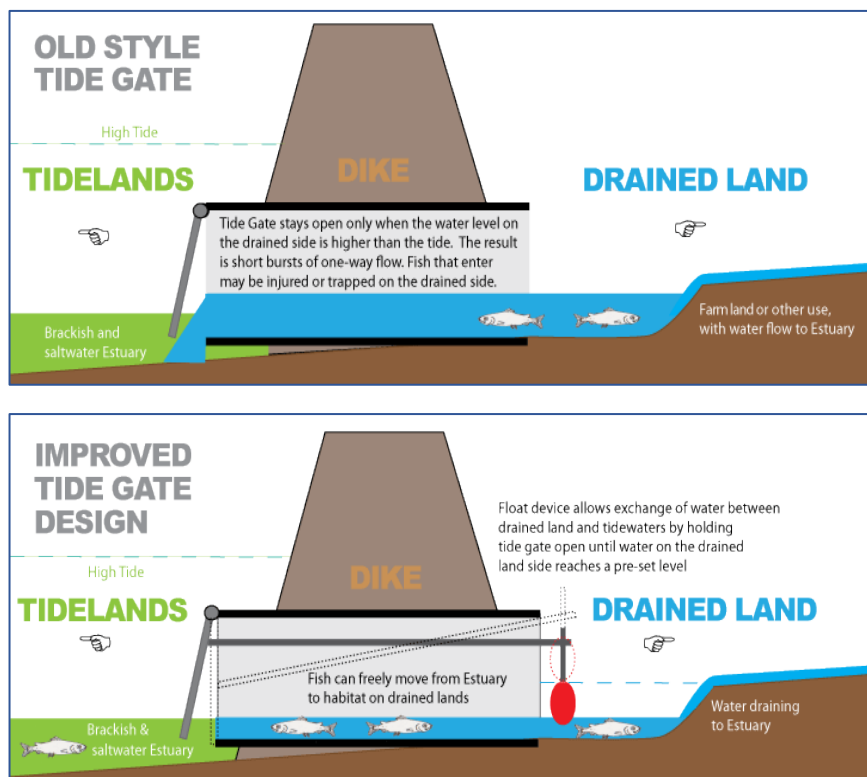 OLD STYLE
TIDE GATE
High Tide
TIDELANDS
DIKE
DRAINED LAND
Tide Gate stays open only when the water level on
the drained side is higher than the tide. The result
is short bursts of one-way flow. Fish that enter
may be injured or trapped on the drained side.
Brackish and
saltwater Estuary
Farm land or other use,
with water flow to Estuary
IMPROVED
TIDE GATE
DESIGN
Float device allows exchange of water between
drained land and tidewaters by holding
tide gate open until water on the drained
land side reaches a pre-set level
High Tide
DIKE
TIDELANDS
DRAINED LAND
Fish can freely move from Estuary
to habitat on drained lands
Brackish &
saltwater Estuary
Water draining
to Estuary